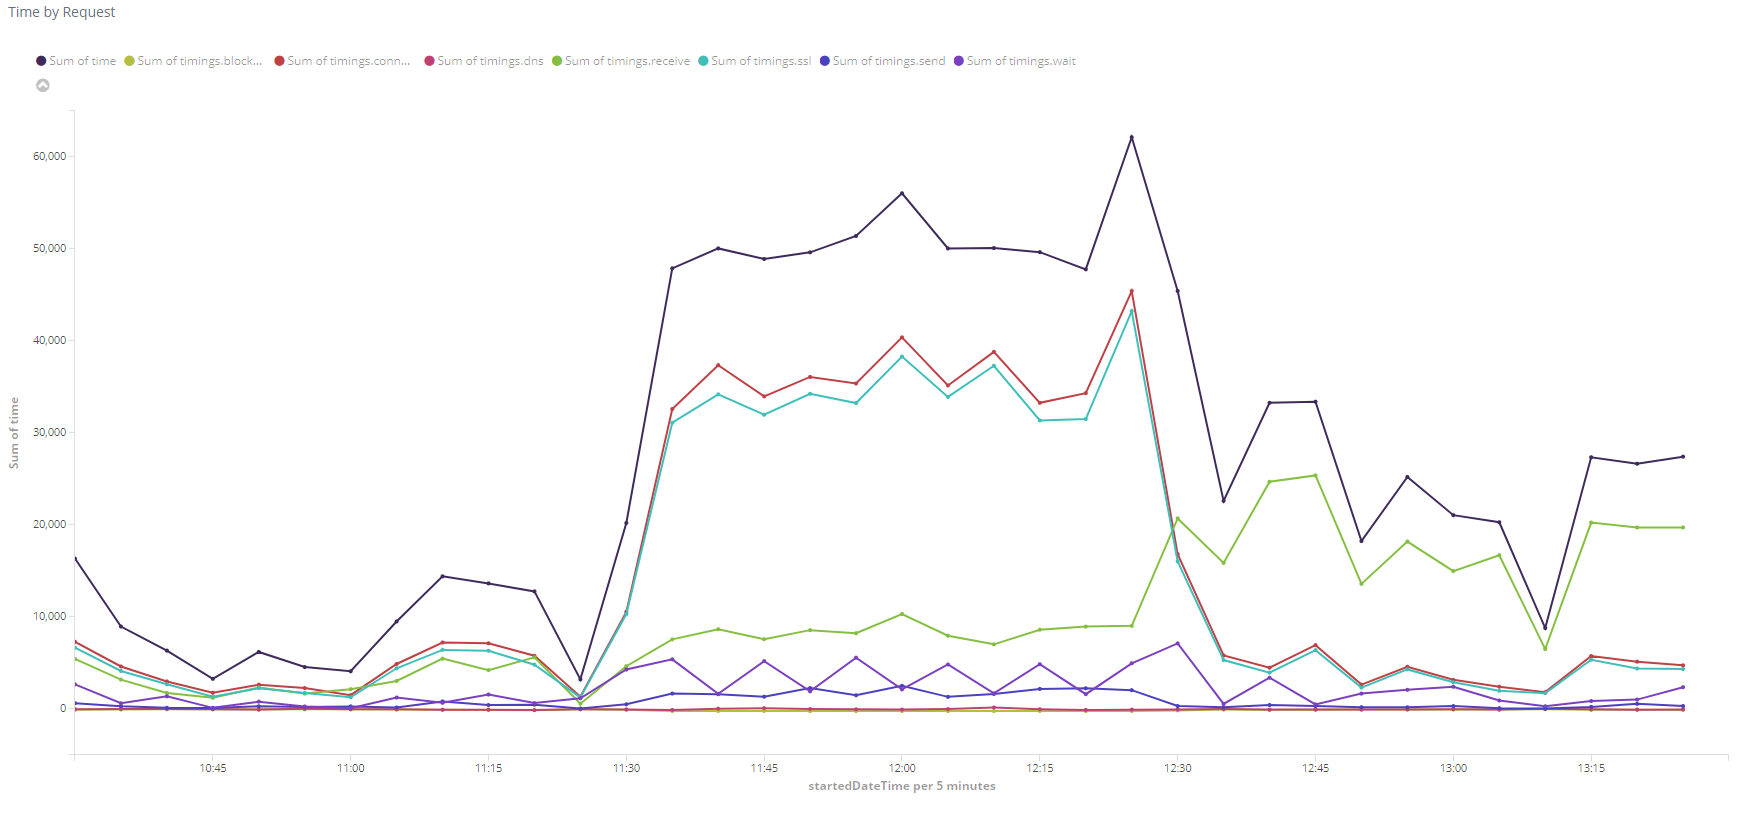 Time by Request
Sum of time Sum of timings.block... Sum of timings.conn... Sum of timings.dns Sum of timings.receive Sum of timings.ssl Sum of timings.send Sum of timings.wait
60,000
50,000
40,000
30,000
20,000
10,000
0
Sum of time
10:45 11:00 11:15 11:30 11:45 12:00 12:15 12:30 12:45 13:00 13:15
startedDateTime per 5 minutes